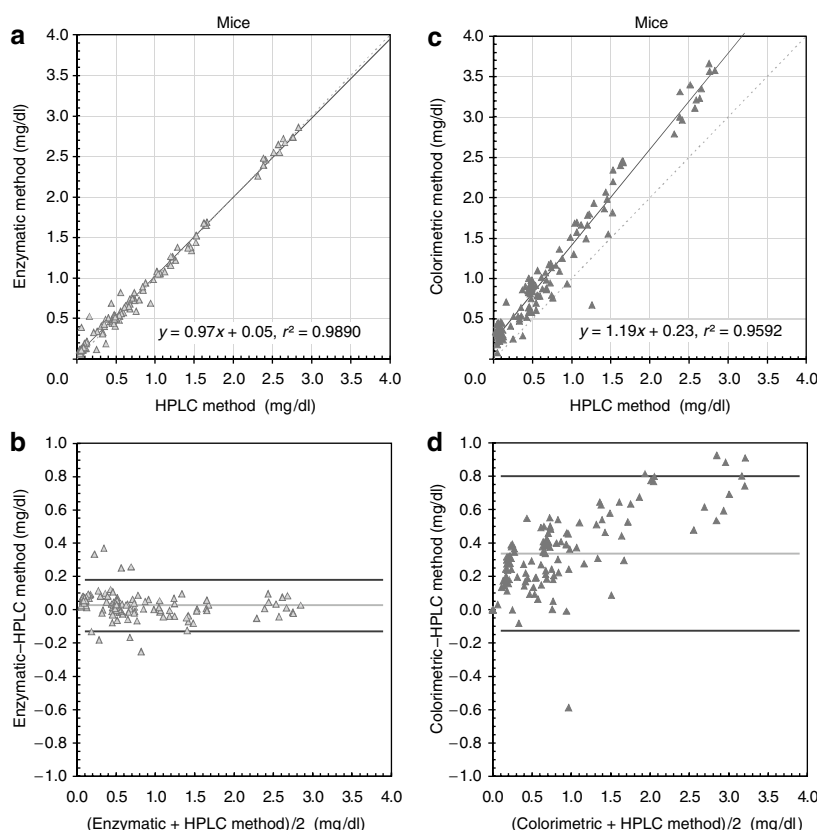 a
Mice
Enzymatic method (mg/dl)
4.0
3.5
3.0
2.5
2.0
1.5
1.0
0.5
y = 0.97x + 0.05, r² = 0.9890
0.0 0.5 1.0 1.5 2.0 2.5 3.0 3.5 4.0
HPLC method (mg/dl)
c
Mice
Colorimetric method (mg/dl)
4.0
3.5
3.0
2.5
2.0
1.5
1.0
0.5
y = 1.19x + 0.23, r² = 0.9592
0.0 0.5 1.0 1.5 2.0 2.5 3.0 3.5 4.0
HPLC method (mg/dl)
b
Enzymatic–HPLC method (mg/dl)
1.0
0.8
0.6
0.4
0.2
0.0
−0.2
−0.4
−0.6
−0.8
−1.0
0.0 0.5 1.0 1.5 2.0 2.5 3.0 3.5 4.0
(Enzymatic + HPLC method)/2 (mg/dl)
d
Colorimetric–HPLC method (mg/dl)
1.0
0.8
0.6
0.4
0.2
0.0
−0.2
−0.4
−0.6
−0.8
−1.0
0.0 0.5 1.0 1.5 2.0 2.5 3.0 3.5 4.0
(Colorimetric + HPLC method)/2 (mg/dl)